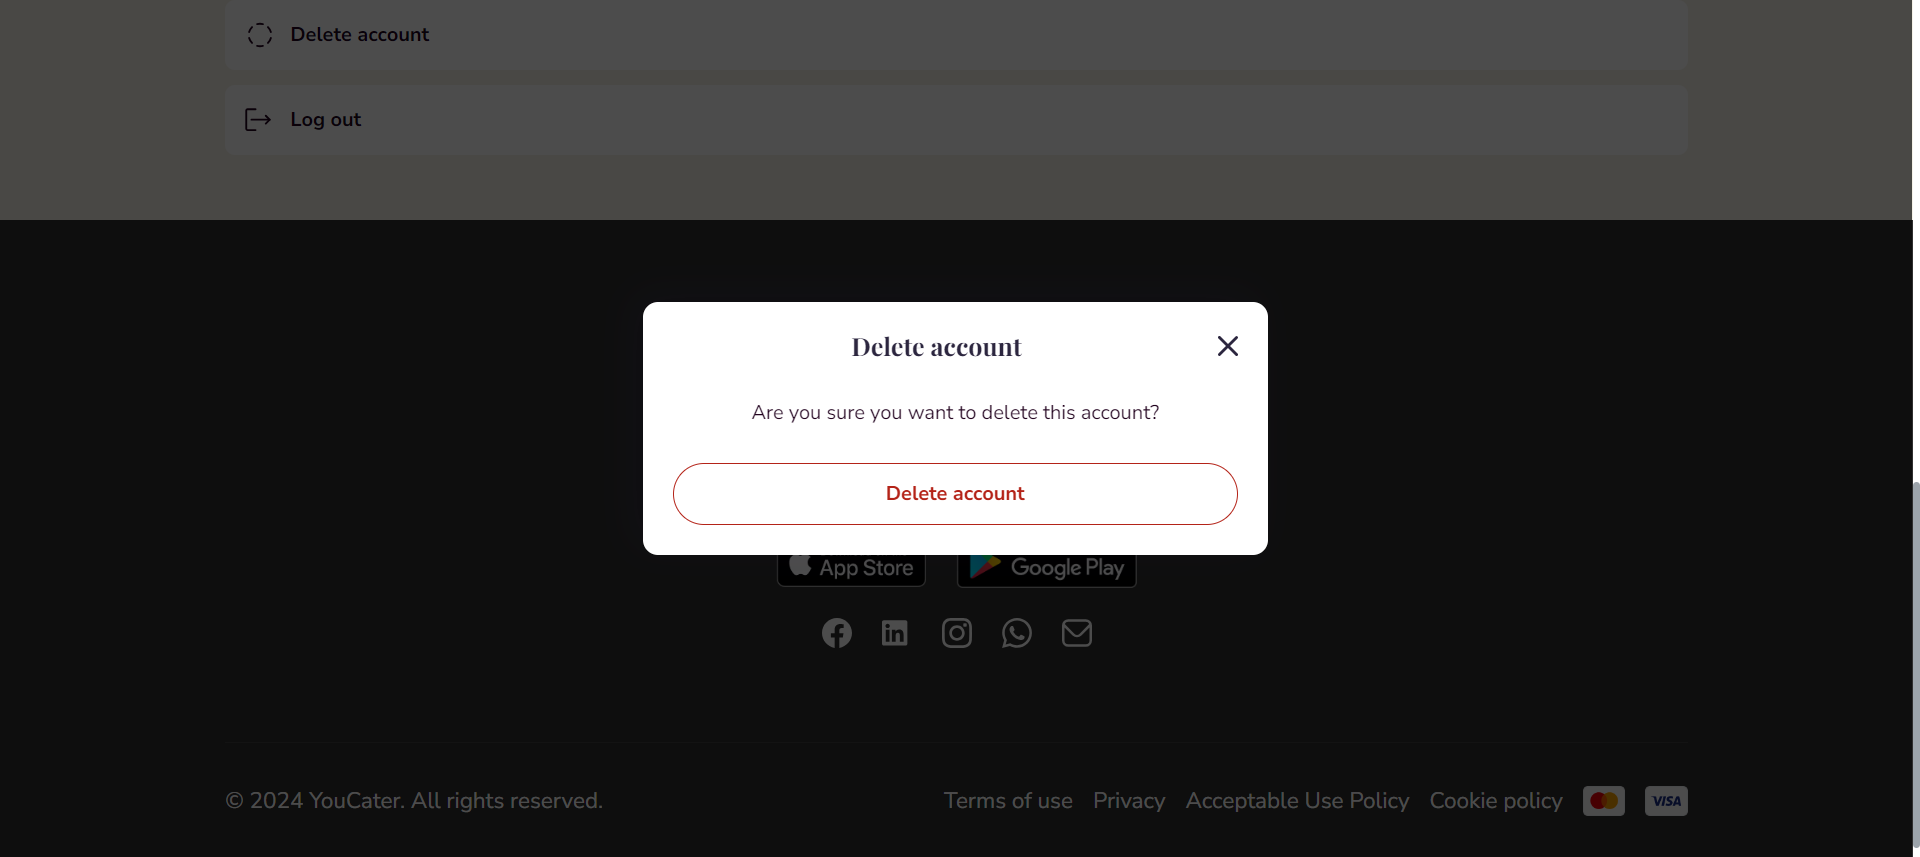 Delete account
Log out
Delete account
Are you sure you want to delete this account?
Delete account
App Store
Google Play
© 2024 YouCater. All rights reserved.
Terms of use
Privacy
Acceptable Use Policy
Cookie policy
VISA